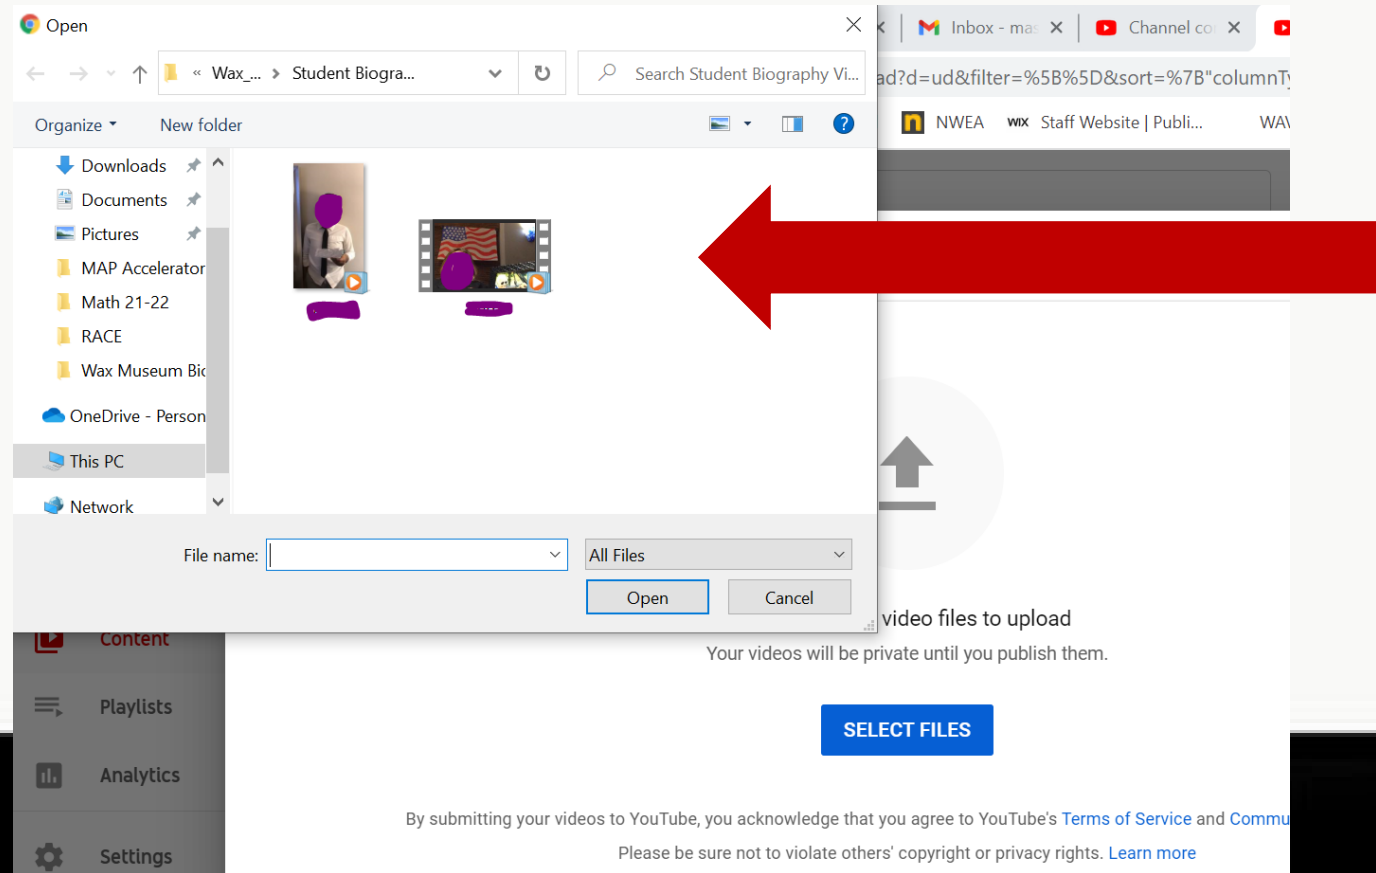 Open
Inbox - mas
Channel co
« Wax_... > Student Biogra...
Search Student Biography Vi...
ad?d=ud&filter=%5B%5D&sort=%7B"columnTy
Organize
New folder
?
n NWEA
WIX Staff Website | Publi...
WAV
Downloads
Documents
Pictures
MAP Accelerator
Math 21-22
RACE
Wax Museum Bio
OneDrive - Person
This PC
Network
File name:
All Files
Open
Cancel
video files to upload
Your videos will be private until you publish them.
SELECT FILES
Content
Playlists
Analytics
Settings
By submitting your videos to YouTube, you acknowledge that you agree to YouTube's Terms of Service and Commu
Please be sure not to violate others' copyright or privacy rights. Learn more